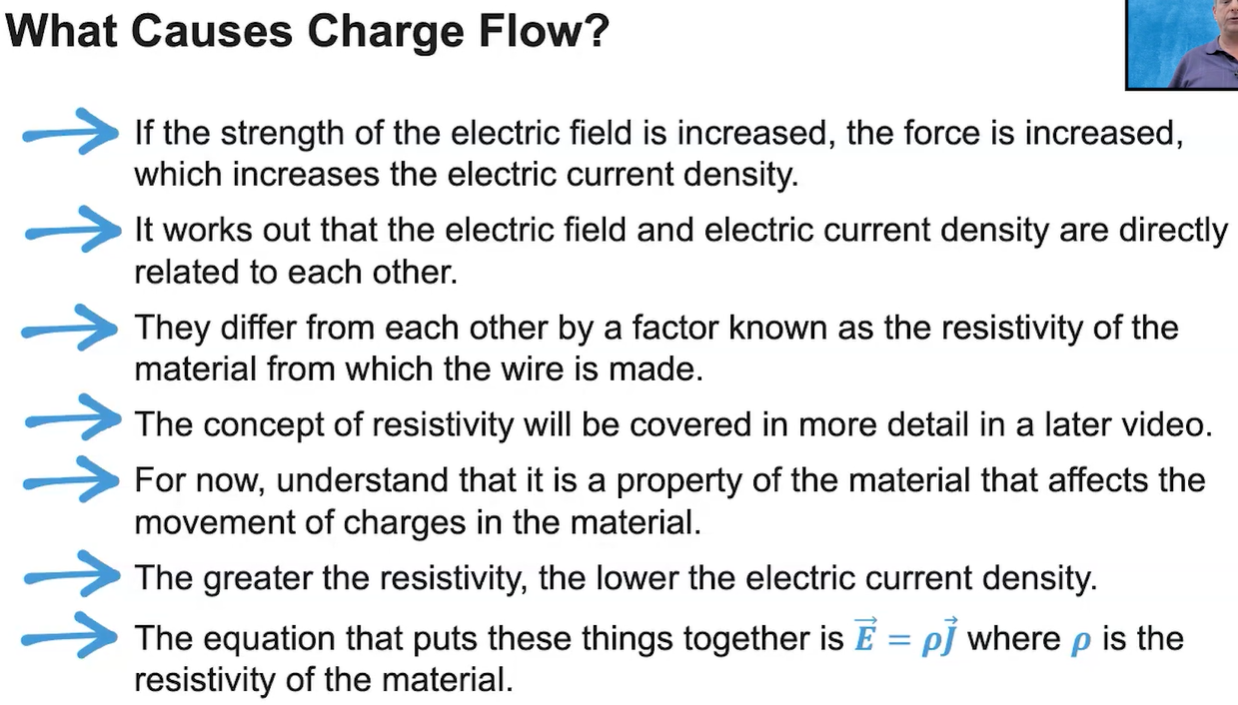 What Causes Charge Flow?
If the strength of the electric field is increased, the force is increased,
which increases the electric current density.
It works out that the electric field and electric current density are directly
related to each other.
They differ from each other by a factor known as the resistivity of the
material from which the wire is made.
The concept of resistivity will be covered in more detail in a later video.
For now, understand that it is a property of the material that affects the
movement of charges in the material.
The greater the resistivity, the lower the electric current density.
The equation that puts these things together is E⃗ = ρJ⃗ where ρ is the
resistivity of the material.